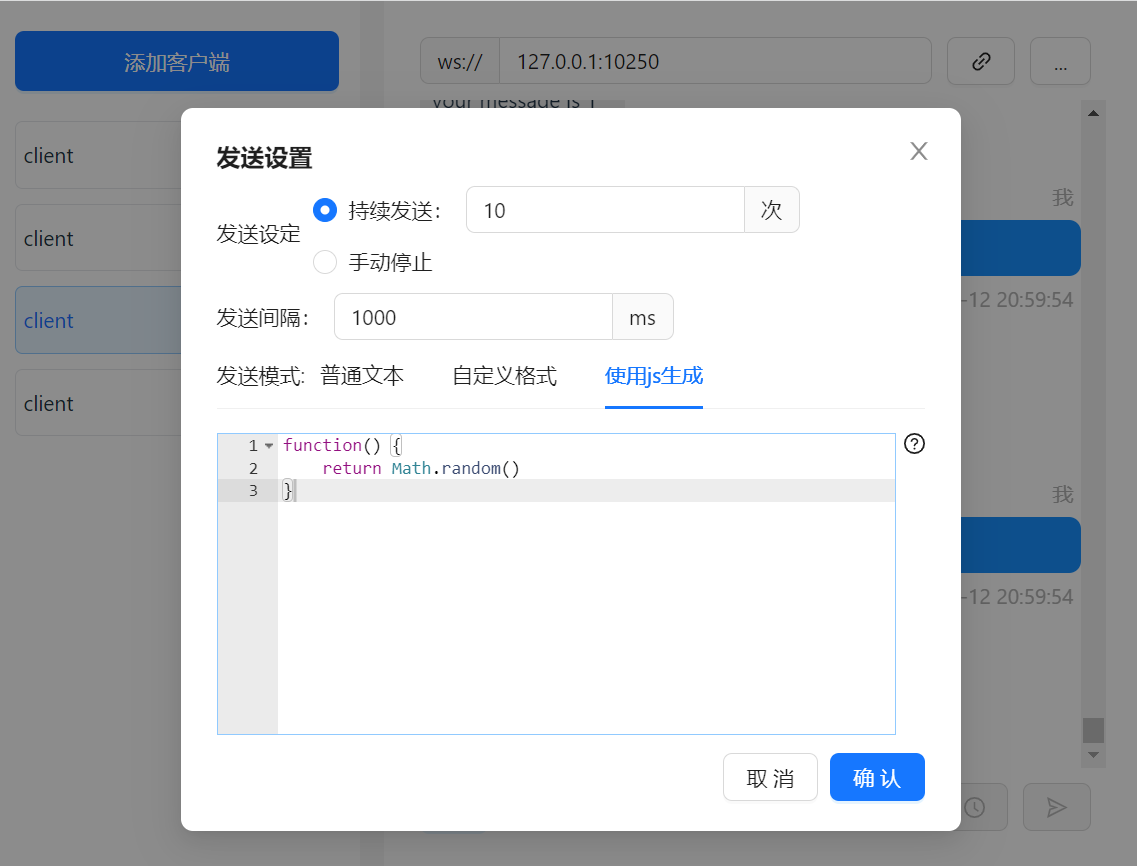 添加客户端
ws:// 127.0.0.1:10250 ...
your message is 1
client
client
client
client
我
-12 20:59:54
我
-12 20:59:54
发送设置
发送设定
持续发送: 10 次
手动停止
发送间隔: 1000 ms
发送模式: 普通文本 自定义格式 使用js生成
1 function() {
2 return Math.random()
3 }
取 消 确 认